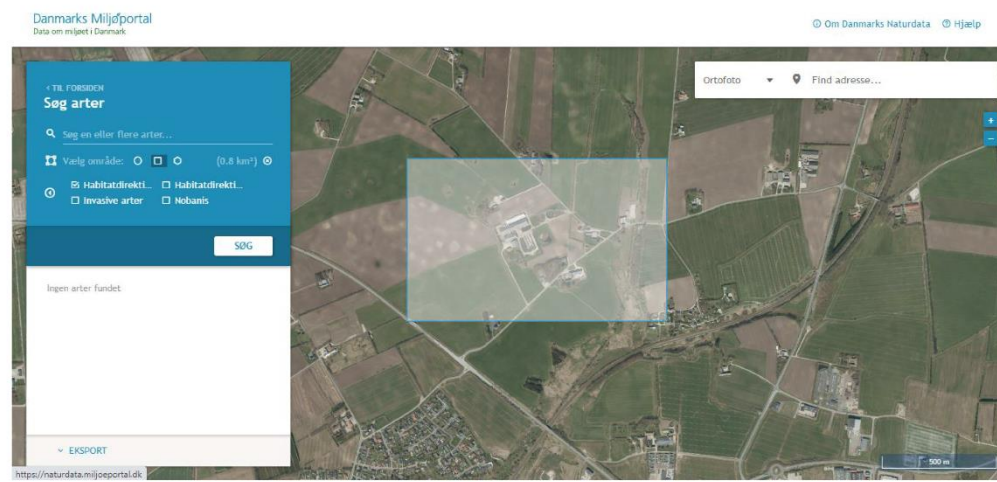 Danmarks Miljøportal
Data om miljøet i Danmark
Om Danmarks Naturdata Hjælp
‹ TIL FORSIDEN
Søg arter
Søg en eller flere arter...
Vælg område: (0.8 km²)
Habitatdirekti... Habitatdirekti...
Invasive arter Nobanis
SØG
Ingen arter fundet
EKSPORT
https://naturdata.miljoeportal.dk
Ortofoto Find adresse...
+
−
500 m